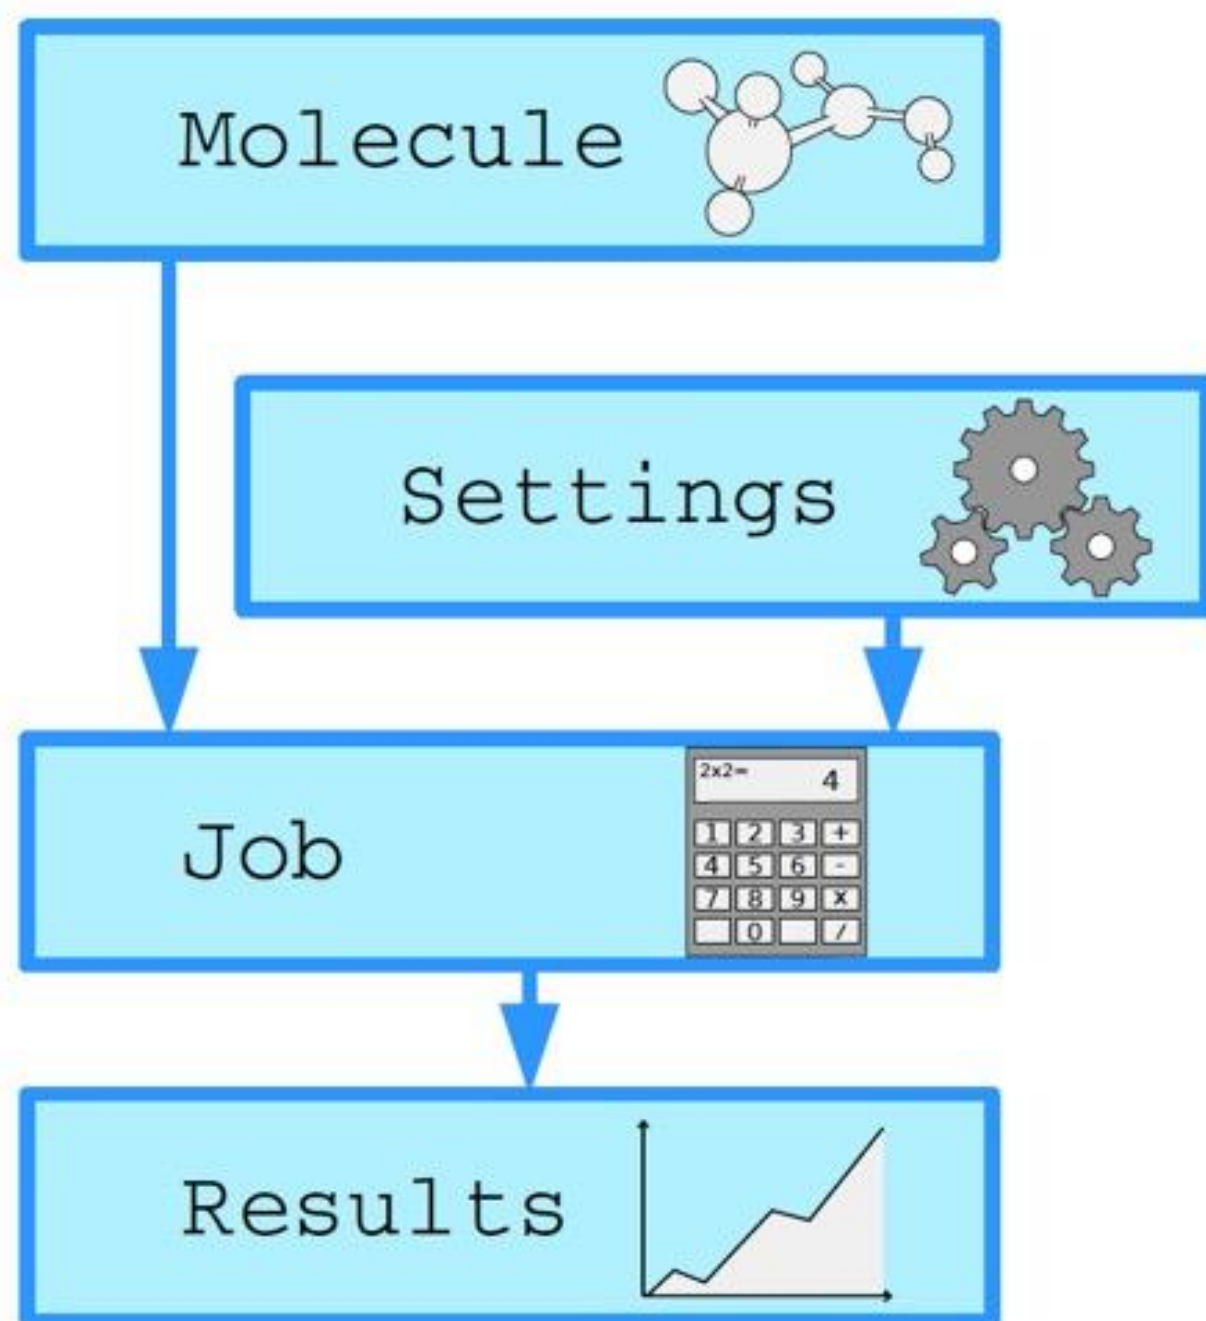 Molecule
Settings
Job
2x2= 4
1 2 3 +
4 5 6 -
7 8 9 x
0 /
Results